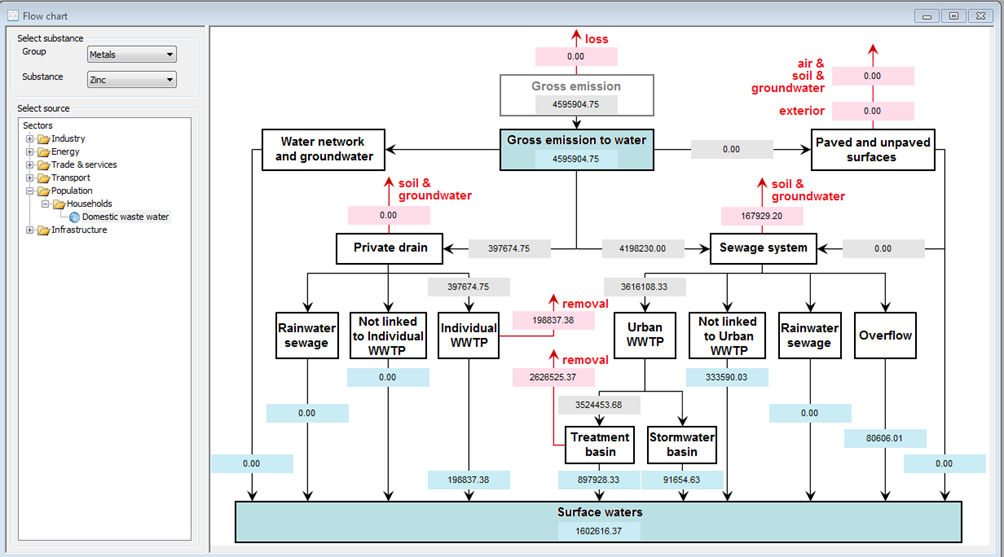 Flow chart
Select substance
Group
Metals
Substance
Zinc
Select source
Sectors
Industry
Energy
Trade & services
Transport
Population
Households
Domestic waste water
Infrastructure
loss
0.00
Gross emission
4595904.75
air &
soil &
groundwater
0.00
exterior
0.00
Water network
and groundwater
Gross emission to water
4595904.75
0.00
Paved and unpaved
surfaces
soil &
groundwater
0.00
soil &
groundwater
167929.20
Private drain
397674.75
4198230.00
Sewage system
0.00
397674.75
3616108.33
removal
198837.38
Rainwater
sewage
Not linked
to Individual
WWTP
Individual
WWTP
Urban
WWTP
Not linked
to Urban
WWTP
Rainwater
sewage
Overflow
removal
2626525.37
0.00
333590.03
3524453.68
0.00
0.00
Treatment
basin
Stormwater
basin
80606.01
0.00
0.00
198837.38
897928.33
91654.63
Surface waters
1602616.37